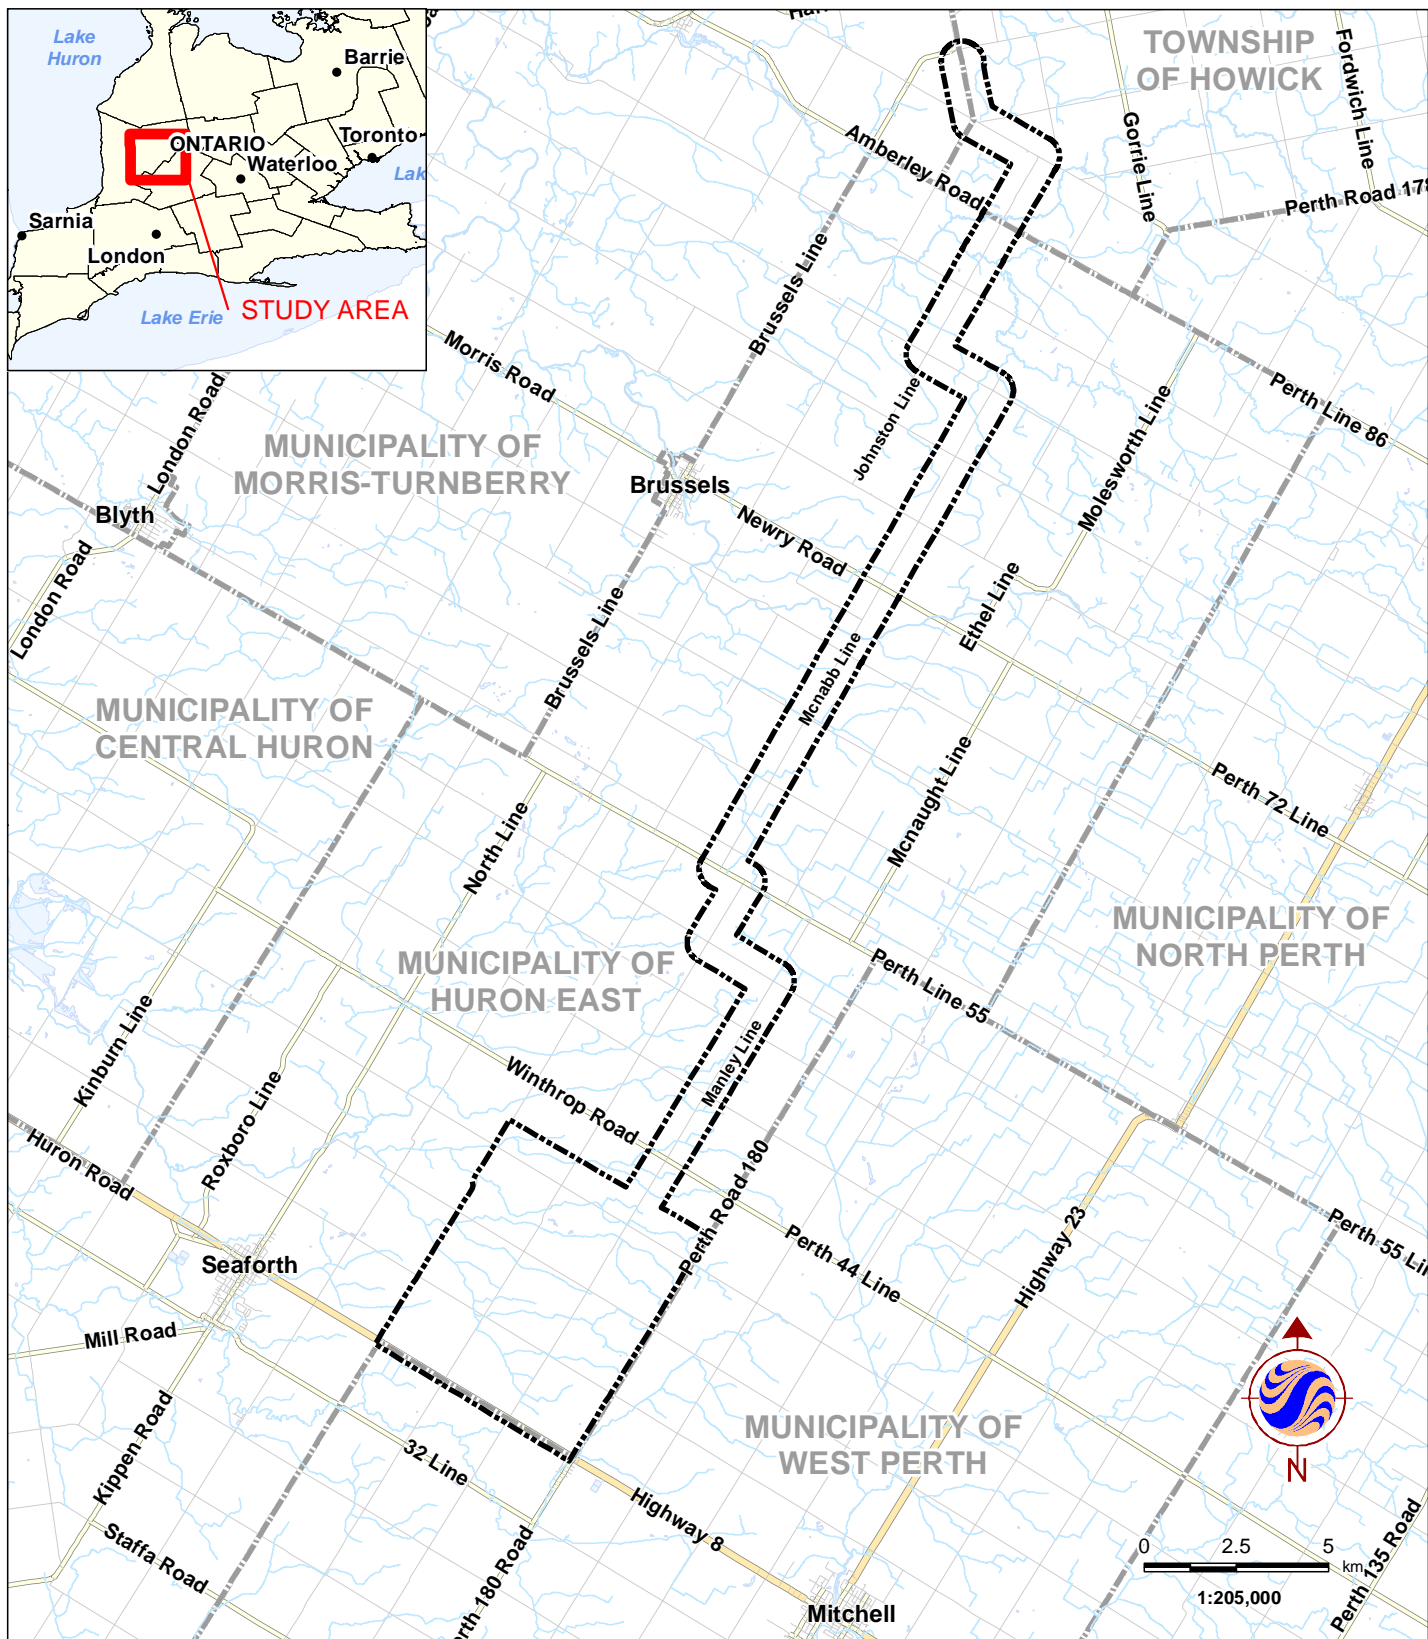 Lake
Huron
Barrie
ONTARIO
Toronto
Waterloo
Lak
Sarnia
London
Lake Erie
STUDY AREA
TOWNSHIP
OF HOWICK
Fordwich Line
Gorrie Line
Amberley Road
Perth Road 178
Brussels Line
Morris Road
London Road
Johnston Line
Perth Line 86
Molesworth Line
MUNICIPALITY OF
MORRIS-TURNBERRY
Brussels
Blyth
Newry Road
London Road
Ethel Line
Brussels Line
Mcnabb Line
MUNICIPALITY OF
CENTRAL HURON
Mcnaught Line
Perth 72 Line
North Line
MUNICIPALITY OF
NORTH PERTH
MUNICIPALITY OF
HURON EAST
Perth Line 55
Kinburn Line
Manley Line
Winthrop Road
Roxboro Line
Huron Road
Perth Road 180
Highway 23
Perth 55 Li
Perth 44 Line
Seaforth
Mill Road
MUNICIPALITY OF
WEST PERTH
N
Kippen Road
32 Line
Highway 8
Staffa Road
erth 180 Road
Perth 135 Road
0 2.5 5
km
1:205,000
Mitchell